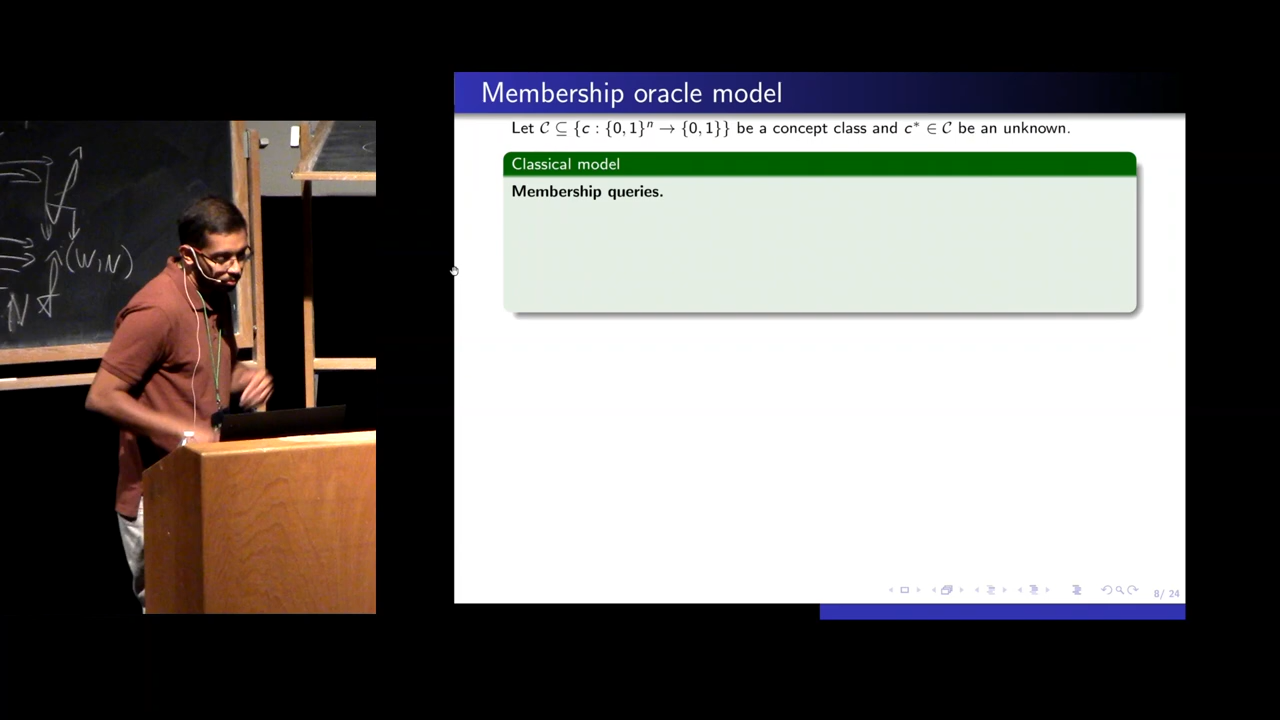 (W,N)
N
Membership oracle model
Let 𝒞 ⊆ {c : {0,1}ⁿ → {0,1}} be a concept class and c* ∈ 𝒞 be an unknown.
Classical model
Membership queries.
8/ 24